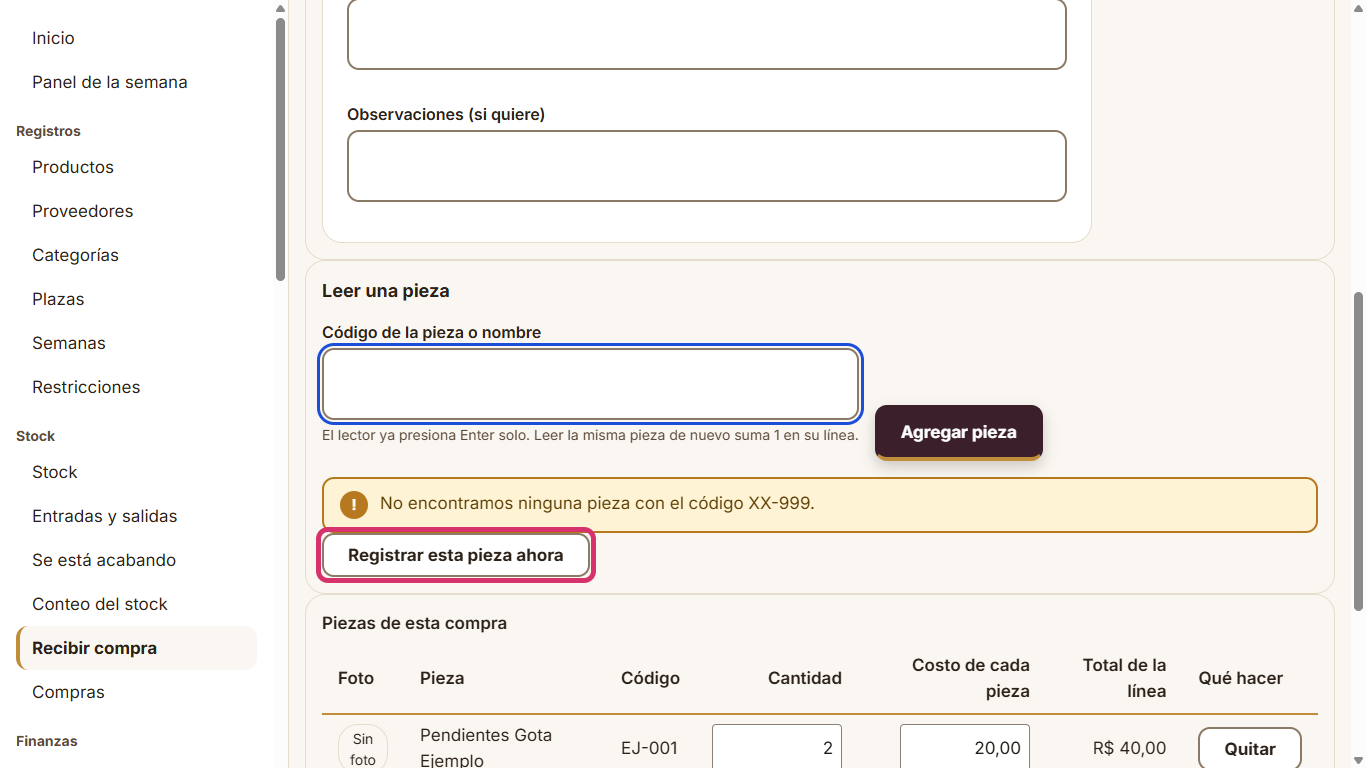 Inicio
Panel de la semana
Registros
Productos
Proveedores
Categorías
Plazas
Semanas
Restricciones
Stock
Stock
Entradas y salidas
Se está acabando
Conteo del stock
Recibir compra
Compras
Finanzas
Observaciones (si quiere)
Leer una pieza
Código de la pieza o nombre
El lector ya presiona Enter solo. Leer la misma pieza de nuevo suma 1 en su línea.
Agregar pieza
! No encontramos ninguna pieza con el código XX-999.
Registrar esta pieza ahora
Piezas de esta compra
Foto Pieza Código Cantidad Costo de cada pieza Total de la línea Qué hacer
Sin foto Pendientes Gota Ejemplo EJ-001 2 20,00 R$ 40,00 Quitar